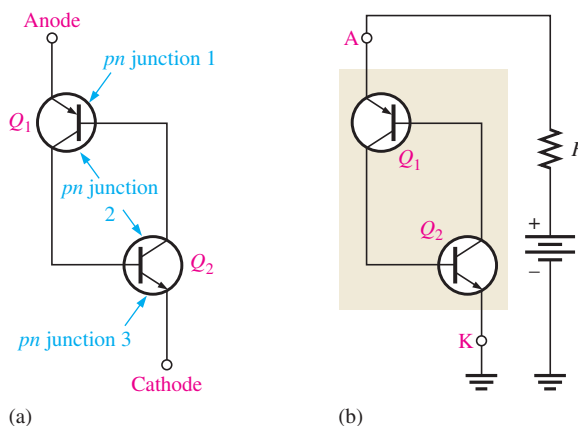 Anode
pn junction 1
Q1
pn junction
2
Q2
pn junction 3
Cathode
(a)
A
Q1
Q2
+
−
K
(b)